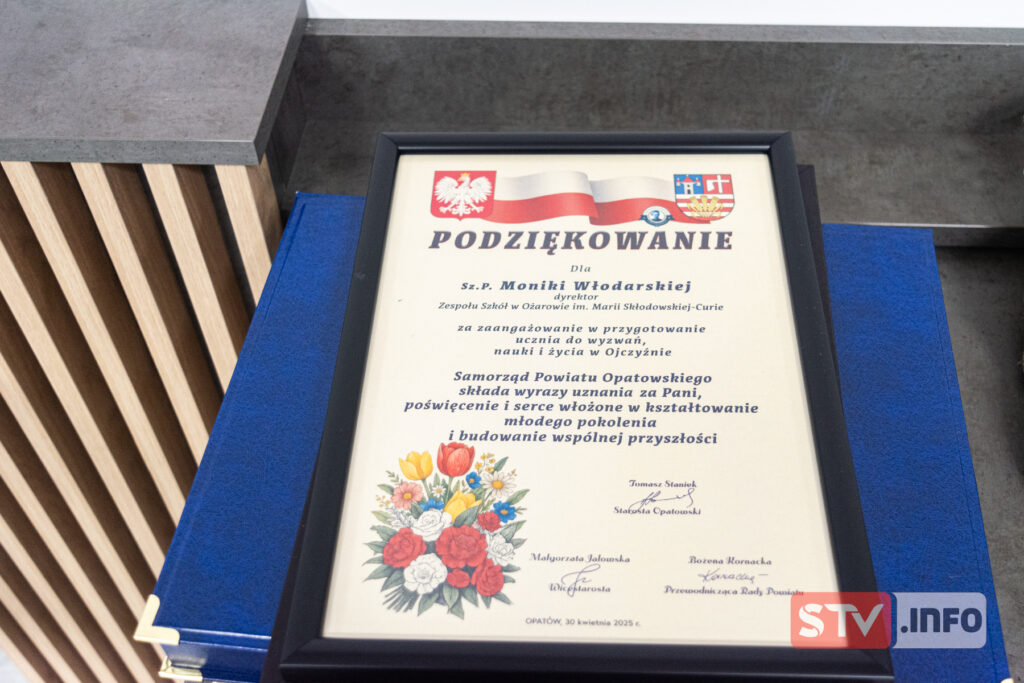 PODZIĘKOWANIE
Dla
Sz.P. Moniki Włodarskiej
dyrektor
Zespołu Szkół w Ożarowie im. Marii Skłodowskiej-Curie
za zaangażowanie w przygotowanie
ucznia do wyzwań,
nauki i życia w Ojczyźnie
Samorząd Powiatu Opatowskiego
składa wyrazy uznania za Pani,
poświęcenie i serce włożone w kształtowanie
młodego pokolenia
i budowanie wspólnej przyszłości
Tomasz Staniek
Starosta Opatowski
Małgorzata Jalowska
Wicestarosta
Bożena Kornacka
Przewodnicząca Rady Powiatu
OPATÓW, 30 kwietnia 2025 r.
STV.INFO